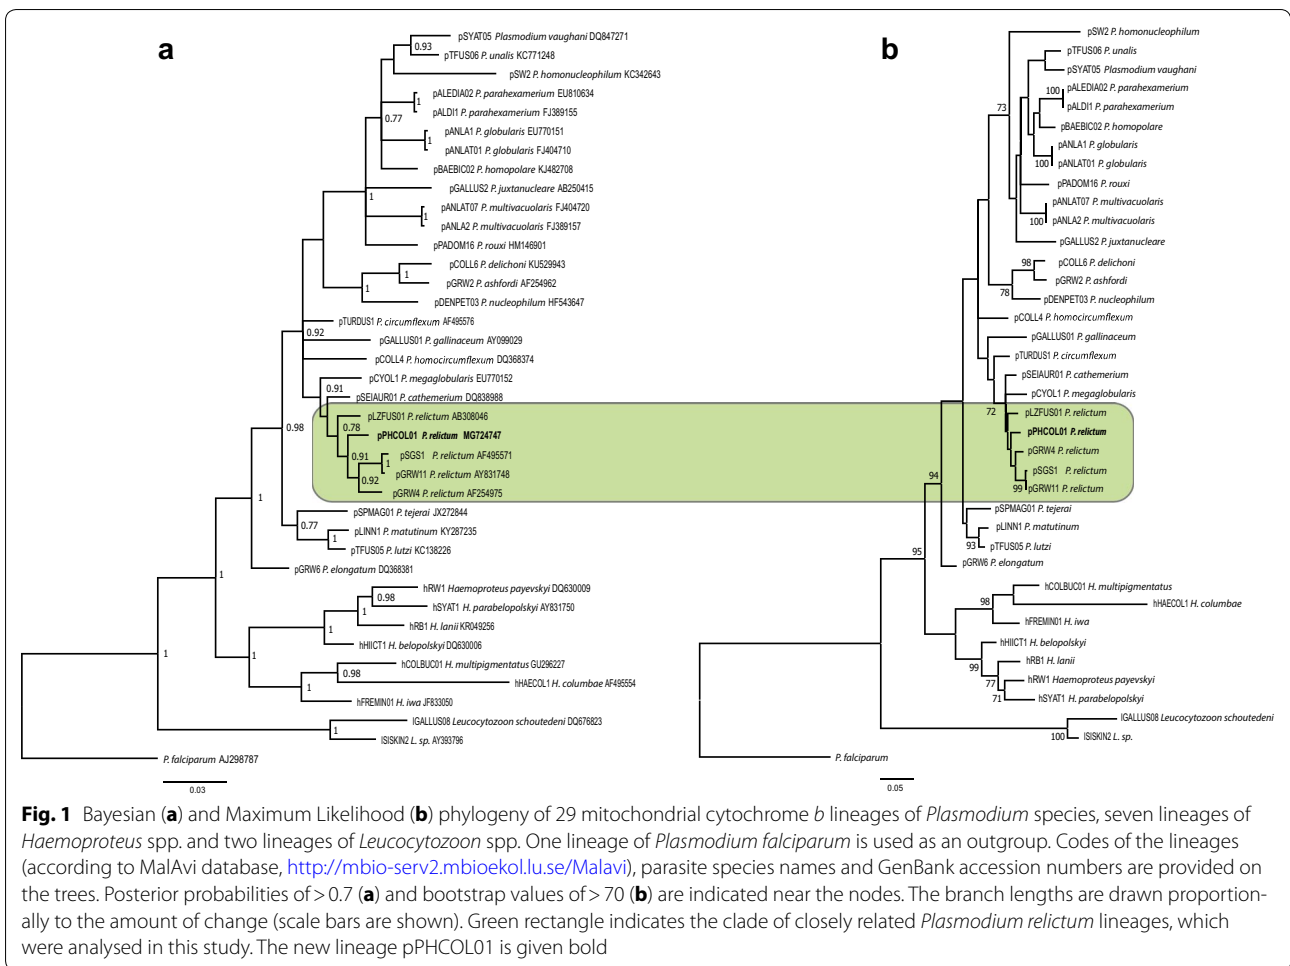 a
pSYAT05 Plasmodium vaughani DQ847271
0.93
pTFUS06 P. unalis KC771248
pSW2 P. homonucleophilum KC342643
pALEDIA02 P. parahexamerium EU810634
1
pALDI1 P. parahexamerium FJ389155
0.77
pANLA1 P. globularis EU770151
1
pANLAT01 P. globularis FJ404710
pBAEBIC02 P. homopolare KJ482708
pGALLUS2 P. juxtanucleare AB250415
1
pANLAT07 P. multivacuolaris FJ404720
1
pANLA2 P. multivacuolaris FJ389157
pPADOM16 P. rouxi HM146901
pCOLL6 P. delichoni KU529943
1
pGRW2 P. ashfordi AF254962
1
pDENPET03 P. nucleophilum HF543647
pTURDUS1 P. circumflexum AF495576
0.92
pGALLUS01 P. gallinaceum AY099029
pCOLL4 P. homocircumflexum DQ368374
pCYOL1 P. megaglobularis EU770152
0.91
pSEIAUR01 P. cathemerium DQ838988
pLZFUS01 P. relictum AB308046
0.98
0.78
pPHCOL01 P. relictum MG724747
0.91
1
pSGS1 P. relictum AF495571
pGRW11 P. relictum AY831748
0.92
pGRW4 P. relictum AF254975
1
pSPMAG01 P. tejerai JX272844
0.77
pLINN1 P. matutinum KY287235
1
pTFUS05 P. lutzi KC138226
pGRW6 P. elongatum DQ368381
1
hRW1 Haemoproteus payevskyi DQ630009
0.98
hSYAT1 H. parabelopolskyi AY831750
1
hRB1 H. lanii KR049256
1
hHIICT1 H. belopolskyi DQ630006
1
1
hCOLBUC01 H. multipigmentatus GU296227
0.98
hHAECOL1 H. columbae AF495554
1
hFREMIN01 H. iwa JF833050
lGALLUS08 Leucocytozoon schoutedeni DQ676823
1
lSISKIN2 L. sp. AY393796
P. falciparum AJ298787
0.03
b
pSW2 P. homonucleophilum
pTFUS06 P. unalis
pSYAT05 Plasmodium vaughani
pALEDIA02 P. parahexamerium
100
pALDI1 P. parahexamerium
73
pBAEBIC02 P. homopolare
pANLA1 P. globularis
100
pANLAT01 P. globularis
pPADOM16 P. rouxi
pANLAT07 P. multivacuolaris
100
pANLA2 P. multivacuolaris
pGALLUS2 P. juxtanucleare
98
pCOLL6 P. delichoni
pGRW2 P. ashfordi
78
pDENPET03 P. nucleophilum
pCOLL4 P. homocircumflexum
pGALLUS01 P. gallinaceum
pTURDUS1 P. circumflexum
pSEIAUR01 P. cathemerium
pCYOL1 P. megaglobularis
72
pLZFUS01 P. relictum
pPHCOL01 P. relictum
pGRW4 P. relictum
pSGS1 P. relictum
99
pGRW11 P. relictum
94
pSPMAG01 P. tejerai
pLINN1 P. matutinum
93
pTFUS05 P. lutzi
95
pGRW6 P. elongatum
hCOLBUC01 H. multipigmentatus
98
hHAECOL1 H. columbae
hFREMIN01 H. iwa
hHIICT1 H. belopolskyi
99
hRB1 H. lanii
77
hRW1 Haemoproteus payevskyi
71
hSYAT1 H. parabelopolskyi
lGALLUS08 Leucocytozoon schoutedeni
100
lSISKIN2 L. sp.
P. falciparum
0.05
Fig. 1 Bayesian (a) and Maximum Likelihood (b) phylogeny of 29 mitochondrial cytochrome b lineages of Plasmodium species, seven lineages of
Haemoproteus spp. and two lineages of Leucocytozoon spp. One lineage of Plasmodium falciparum is used as an outgroup. Codes of the lineages
(according to MalAvi database, http://mbio-serv2.mbioekol.lu.se/Malavi), parasite species names and GenBank accession numbers are provided on
the trees. Posterior probabilities of > 0.7 (a) and bootstrap values of > 70 (b) are indicated near the nodes. The branch lengths are drawn proportion-
ally to the amount of change (scale bars are shown). Green rectangle indicates the clade of closely related Plasmodium relictum lineages, which
were analysed in this study. The new lineage pPHCOL01 is given bold